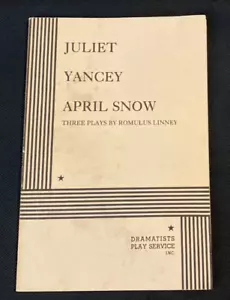 JULIET
YANCEY
APRIL SNOW
THREE PLAYS BY ROMULUS LINNEY
DRAMATISTS
PLAY SERVICE
INC.